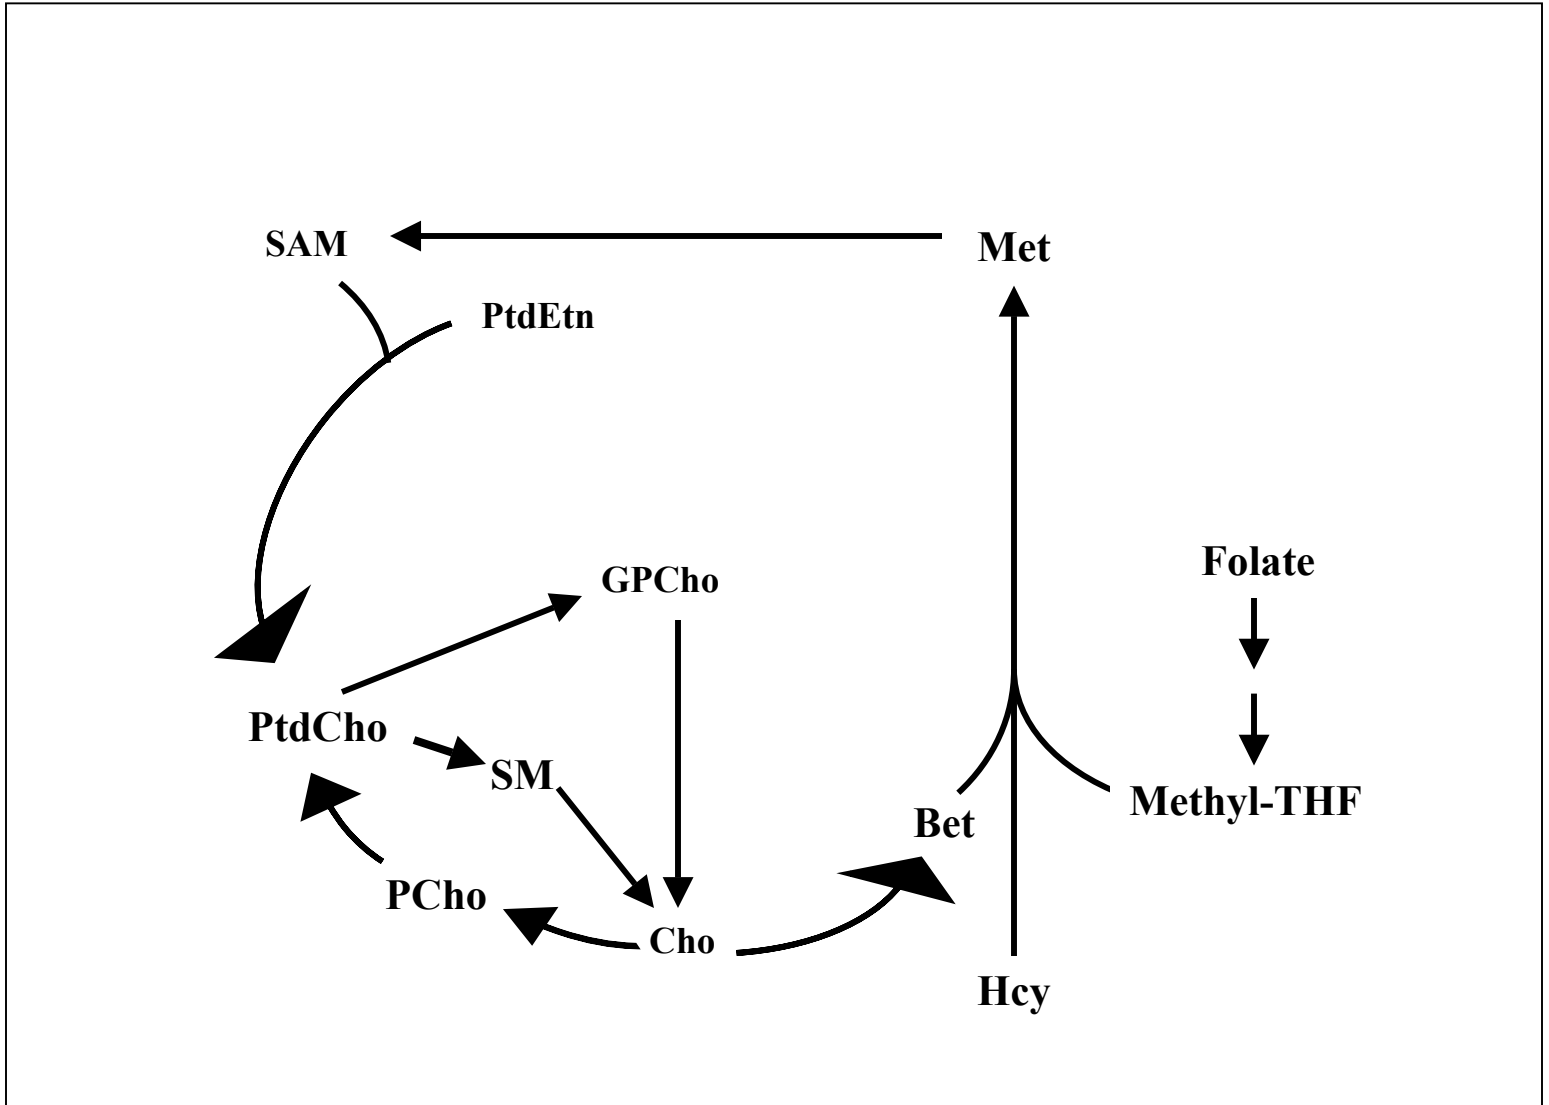 SAM
Met
PtdEtn
Folate
GPCho
PtdCho
SM
Methyl-THF
Bet
PCho
Cho
Hcy